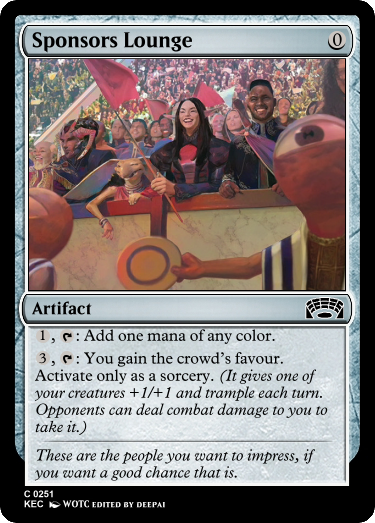 Sponsors Lounge 0
Artifact
1, T: Add one mana of any color.
3, T: You gain the crowd's favour.
Activate only as a sorcery. (It gives one of
your creatures +1/+1 and trample each turn.
Opponents can deal combat damage to you to
take it.)
These are the people you want to impress, if
you want a good chance that is.
C 0251
KEC WOTC EDITED BY DEEPAI